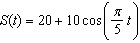 S(t) = 20 + 10 cos(π/5 t)